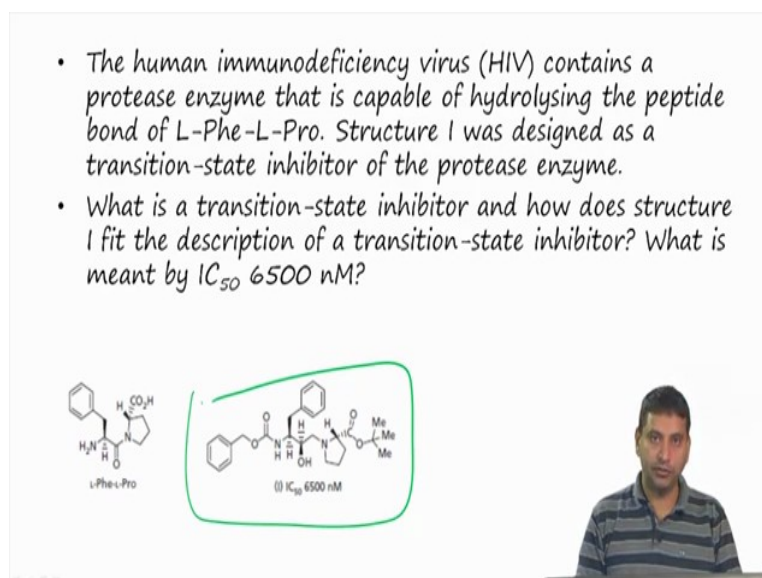 • The human immunodeficiency virus (HIV) contains a
protease enzyme that is capable of hydrolysing the peptide
bond of L-Phe-L-Pro. Structure I was designed as a
transition-state inhibitor of the protease enzyme.
• What is a transition-state inhibitor and how does structure
I fit the description of a transition-state inhibitor? What is
meant by IC50 6500 nM?
H CO2H
H2N N
H O
L-Phe-L-Pro
O H H O Me
O N N O Me
H H OH Me
(I) IC50 6500 nM